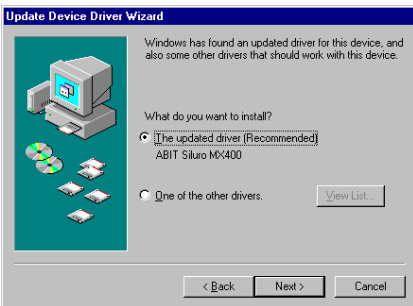 Update Device Driver Wizard
Windows has found an updated driver for this device, and
also some other drivers that should work with this device.
What do you want to install?
The updated driver (Recommended)
ABIT Siluro MX400
One of the other drivers.
View List...
< Back
Next >
Cancel